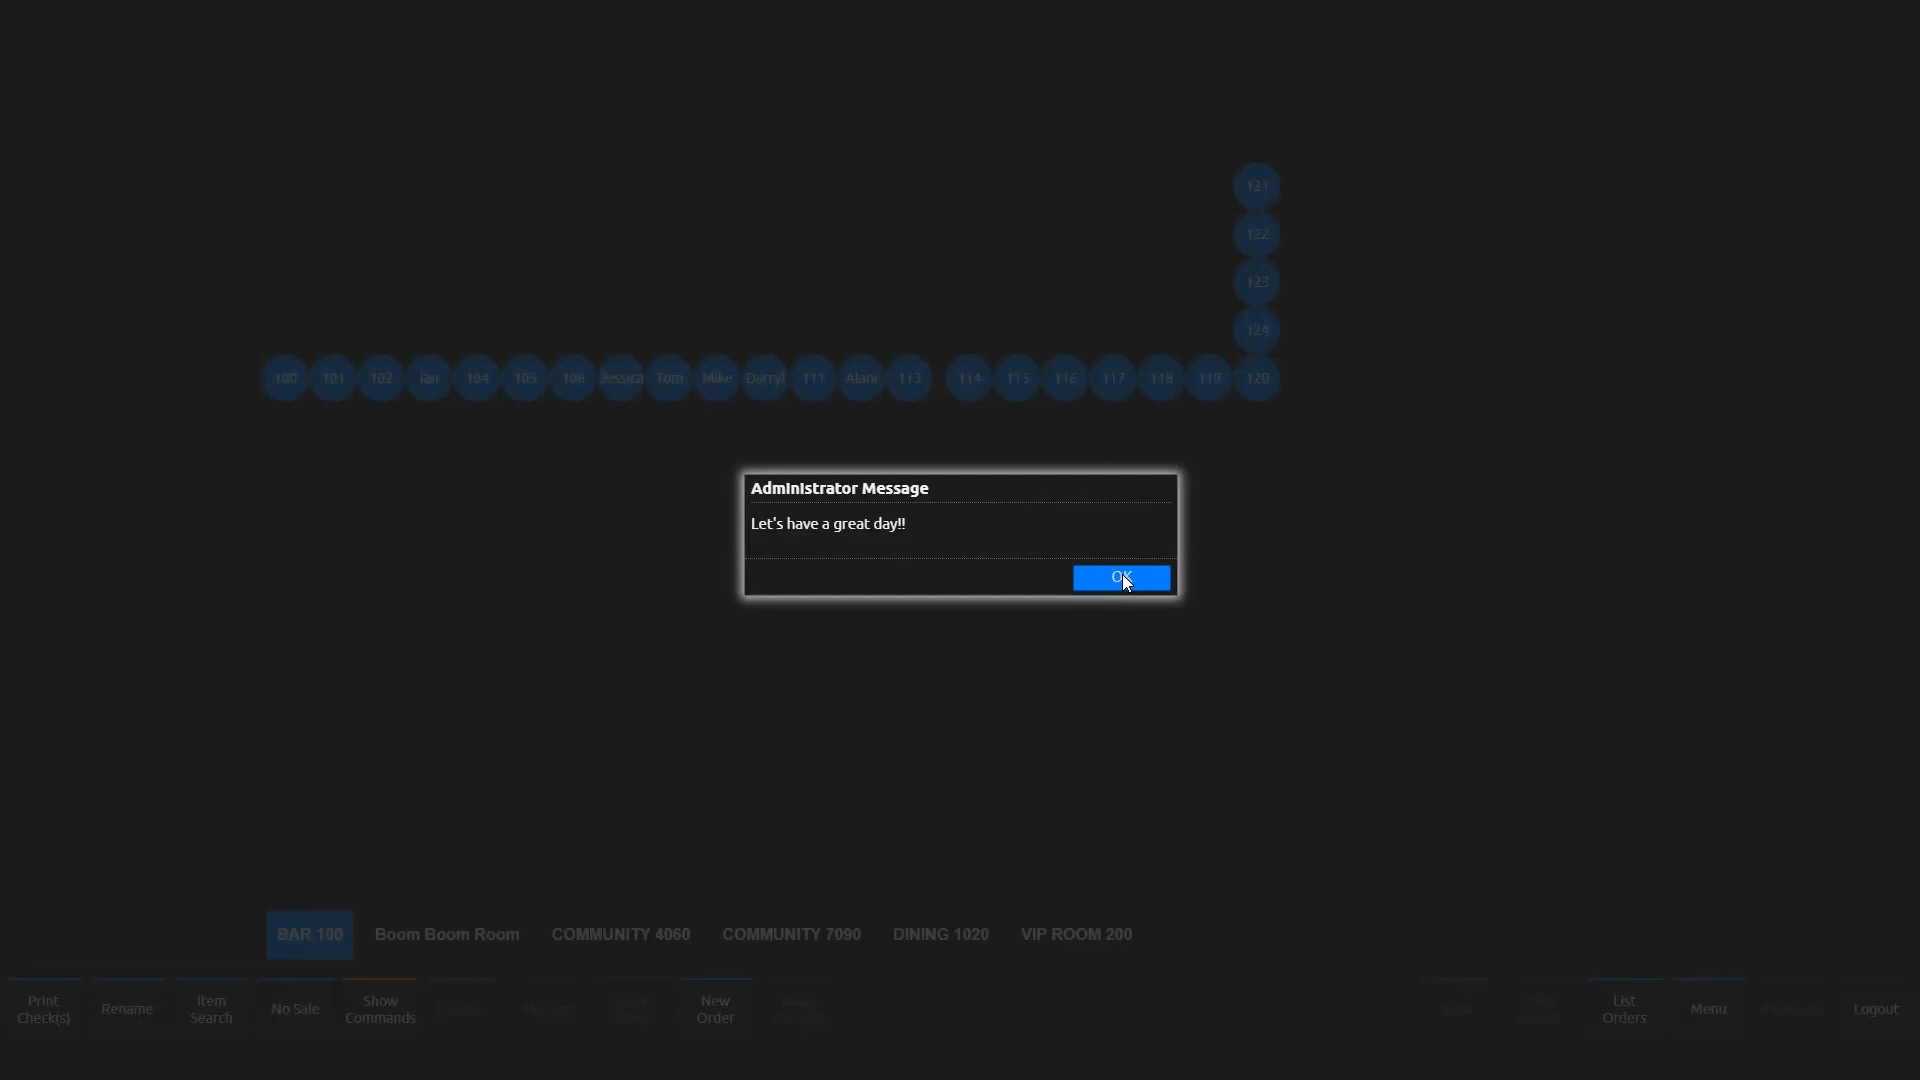 121
122
123
124
100 101 102 Ian 104 105 106 Jessica Tom Mike Darryl 111 Alani 113 114 115 116 117 118 119 120
Administrator Message
Let's have a great day!!
OK
BAR 100 Boom Boom Room COMMUNITY 4060 COMMUNITY 7090 DINING 1020 VIP ROOM 200
Print
Check(s)
Rename
Item
Search
No Sale
Show
Commands
New
Order
List
Orders
Menu
Logout